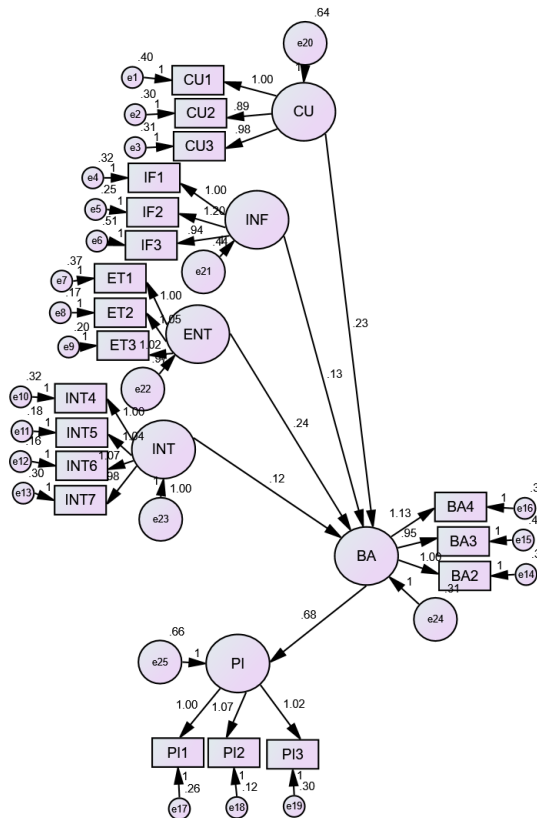 .64
e20
.40
e1
1
CU1
1.00
.30
e2
1
CU2
.89
CU
.31
e3
1
CU3
.98
.32
e4
1
IF1
1.00
.25
e5
1
IF2
1.20
INF
.51
e6
1
IF3
.94
e21
.44
.37
e7
1
ET1
1.00
.17
e8
1
ET2
1.05
ENT
.20
e9
1
ET3
1.02
e22
.23
.13
.24
.32
e10
1
INT4
1.00
.18
e11
1
INT5
1.04
INT
.16
e12
1
INT6
1.07
.30
e13
1
INT7
.98
1.00
e23
.12
BA
1.13
BA4
1
e16
.95
BA3
1
e15
1.00
BA2
1
e14
.31
1
e24
.68
.66
e25
1
PI
1.00
1.07
1.02
PI1
PI2
PI3
1
.26
1
.12
1
.30
e17
e18
e19